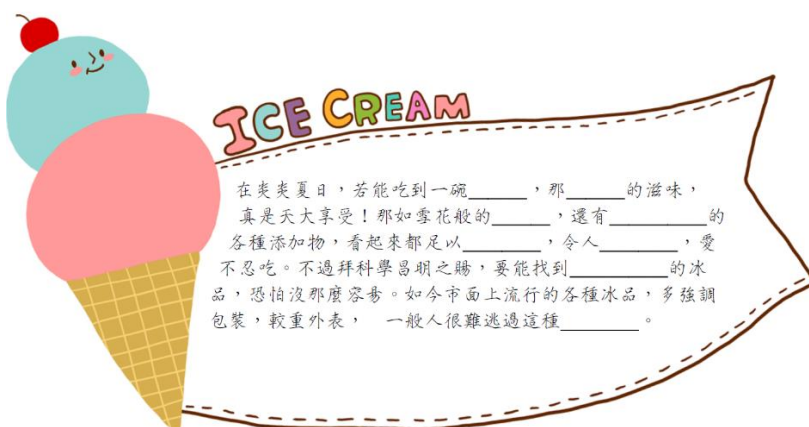 ICE CREAM
在炎炎夏日，若能吃到一碗______，那______的滋味，
真是天大享受！那如雪花般的______，還有__________的
各種添加物，看起來都足以________，令人________，愛
不忍吃。不過拜科學昌明之賜，要能找到__________的冰
品，恐怕沒那麼容易。如今市面上流行的各種冰品，多強調
包裝，較重外表， 一般人很難逃過這種________。